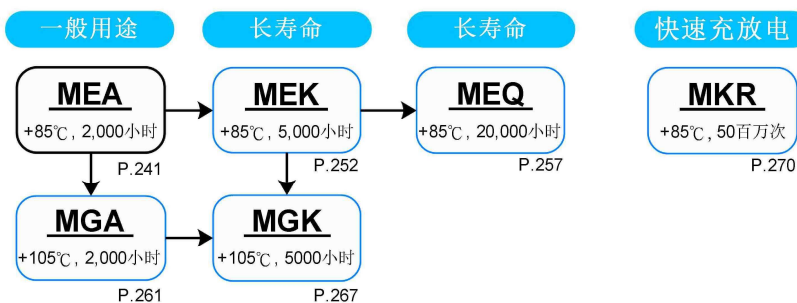 一般用途
长寿命
长寿命
快速充放电
MEA
+85℃, 2,000小时
P.241
MEK
+85℃, 5,000小时
P.252
MEQ
+85℃, 20,000小时
P.257
MKR
+85℃, 50百万次
P.270
MGA
+105℃, 2,000小时
P.261
MGK
+105℃, 5000小时
P.267